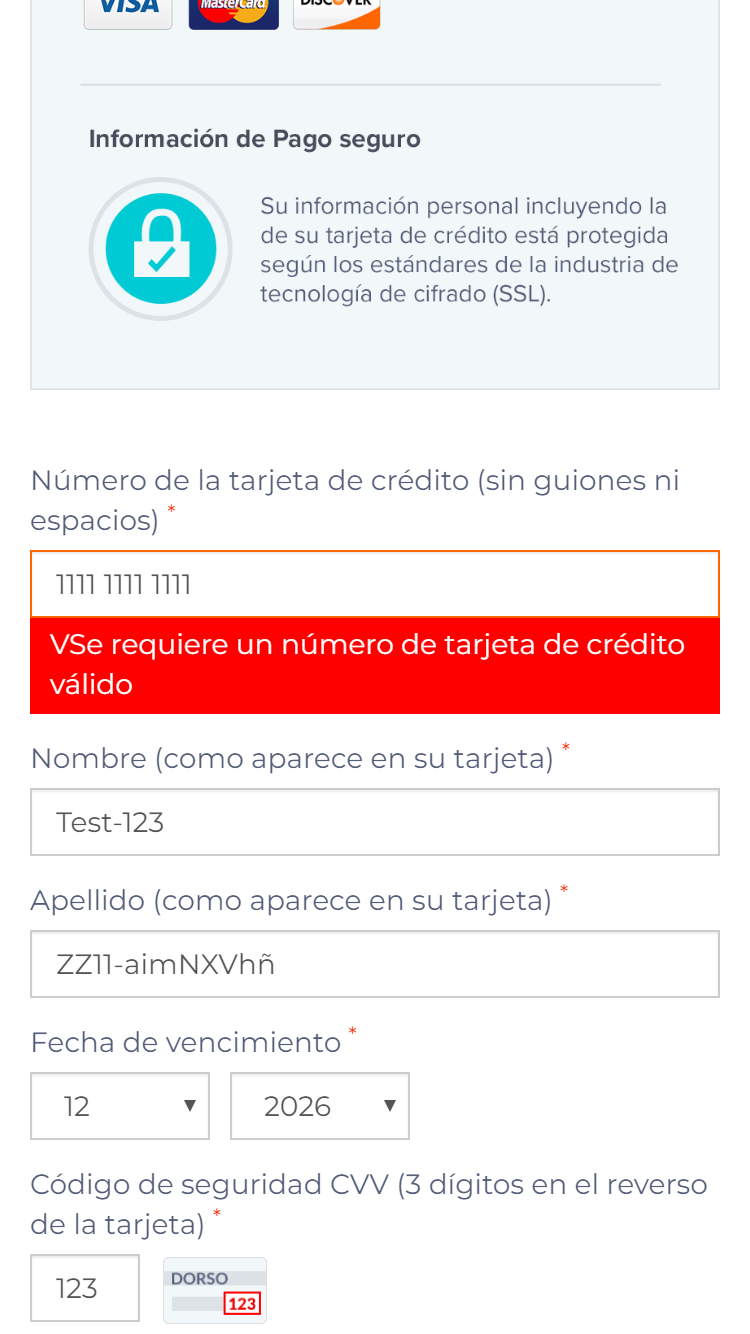 VISA MasterCard DISCOVER
Información de Pago seguro
Su información personal incluyendo la
de su tarjeta de crédito está protegida
según los estándares de la industria de
tecnología de cifrado (SSL).
Número de la tarjeta de crédito (sin guiones ni
espacios) *
1111 1111 1111
VSe requiere un número de tarjeta de crédito
válido
Nombre (como aparece en su tarjeta) *
Test-123
Apellido (como aparece en su tarjeta) *
ZZ11-aimNXVhñ
Fecha de vencimiento *
12 2026
Código de seguridad CVV (3 dígitos en el reverso
de la tarjeta) *
123
DORSO
123